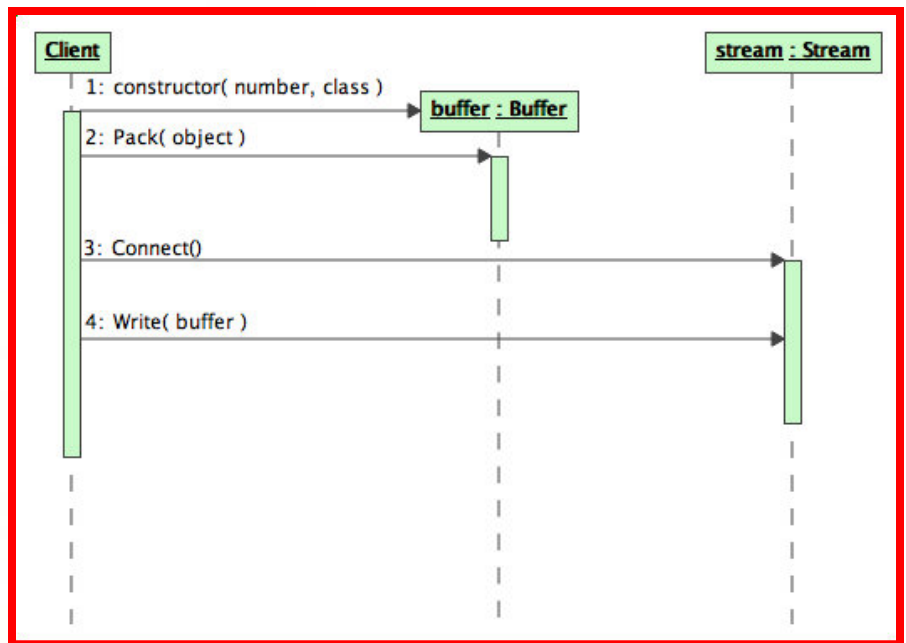 Client
stream : Stream
1: constructor( number, class )
buffer : Buffer
2: Pack( object )
3: Connect()
4: Write( buffer )